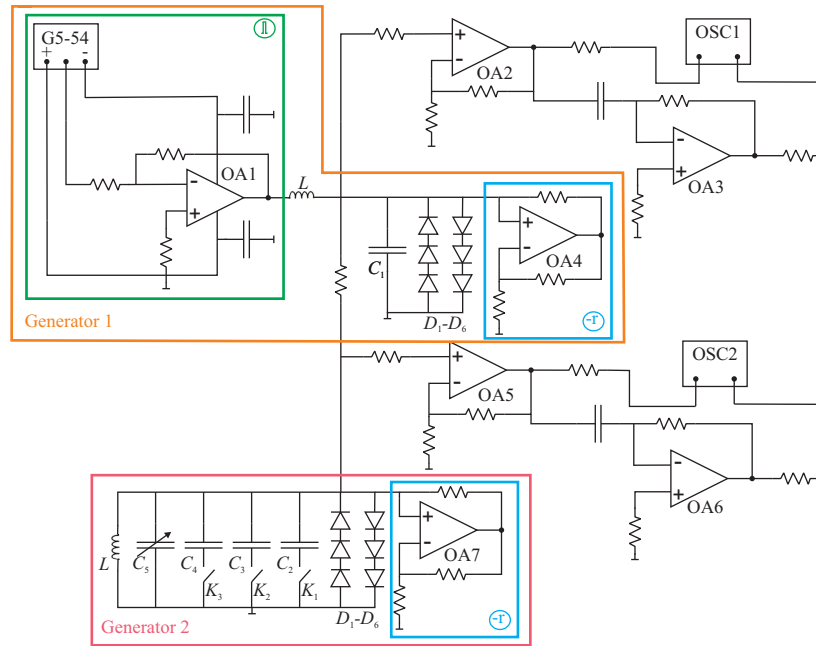 G5-54
+ -
OSC1
+
-
OA2
OA1
-
+
-
+
OA3
L
C₁
+
-
OA4
D₁-D₆
-r
Generator 1
OSC2
+
-
OA5
-
+
OA6
L
C₅
C₄
C₃
C₂
K₃
K₂
K₁
+
-
OA7
D₁-D₆
-r
Generator 2